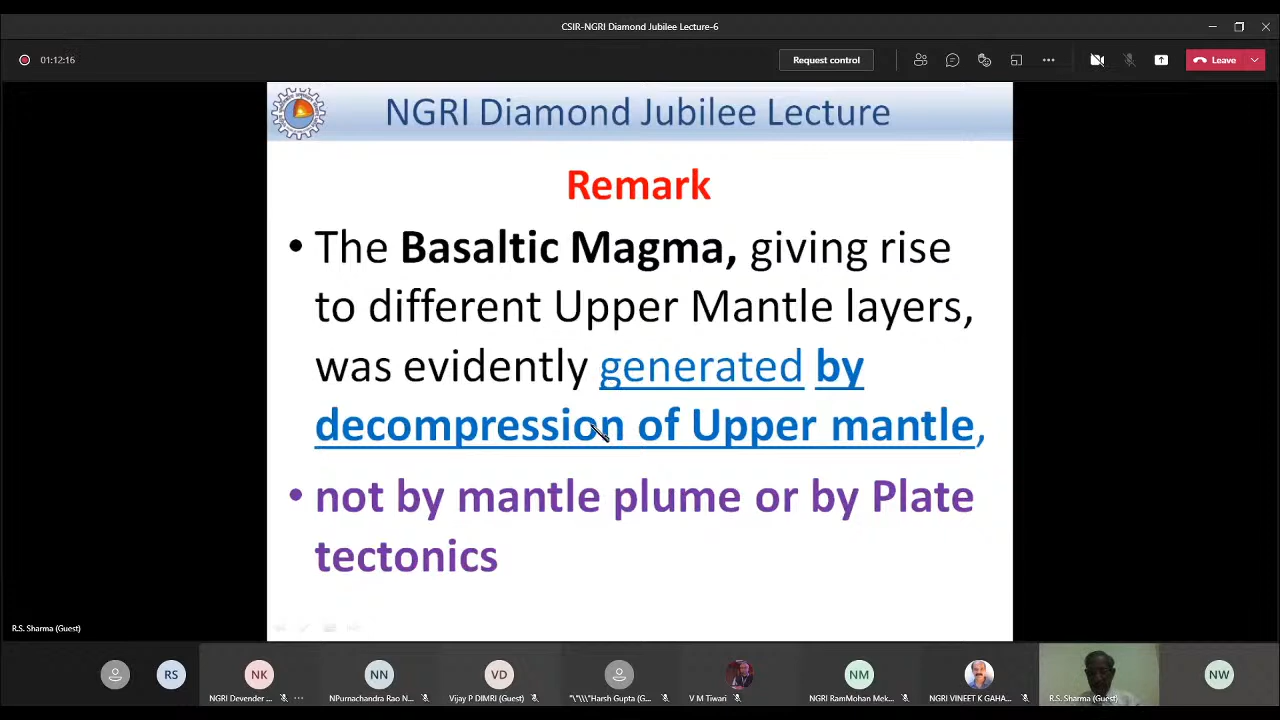 CSIR-NGRI Diamond Jubilee Lecture-6
01:12:16
Request control
Leave
NGRI Diamond Jubilee Lecture
Remark
• The Basaltic Magma, giving rise
to different Upper Mantle layers,
was evidently generated by
decompression of Upper mantle,
• not by mantle plume or by Plate
tectonics
R.S. Sharma (Guest)
RS
NK
NN
VD
NM
NW
NGRI Devender ...
NPurnachandra Rao N...
Vijay P DIMRI (Guest)
"\"\\\"Harsh Gupta (G...
V M Tiwari
NGRI RamMohan Mek...
NGRI VINEET K GAHA...
R.S. Sharma (Guest)